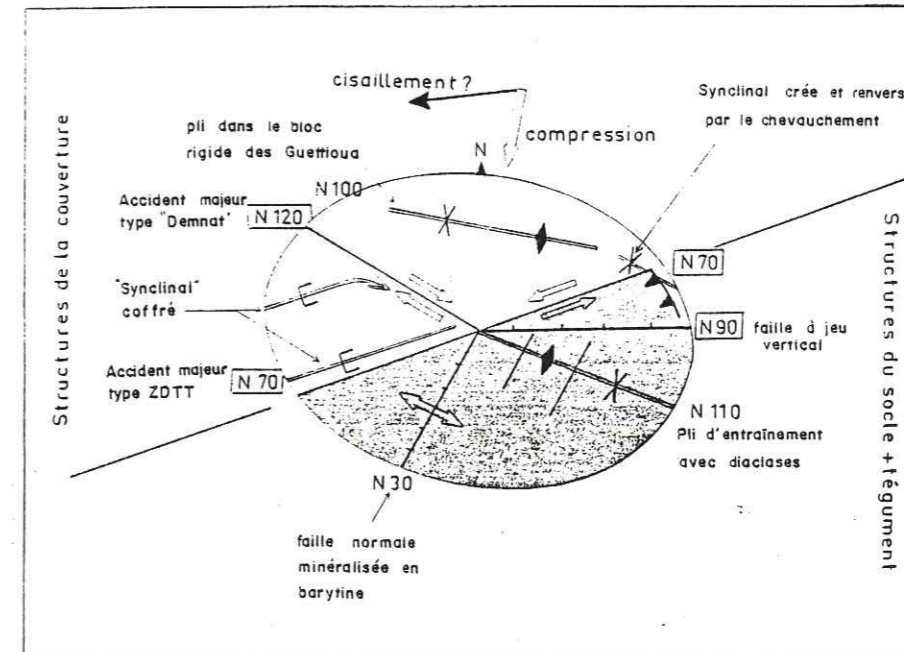 cisaillement ?
Synclinal crée et renvers
par le chevauchement
pli dans le bloc
rigide des Guettioua
compression
N
N 100
Accident majeur
type "Demnat"
N 120
"Synclinal"
coffré
N 70
N 90
faille à jeu
vertical
Accident majeur
type ZDTT
N 70
N 110
Pli d'entraînement
avec diaclases
N 30
faille normale
minéralisée en
barytine
Structures de la couverture
Structures du socle + tégument